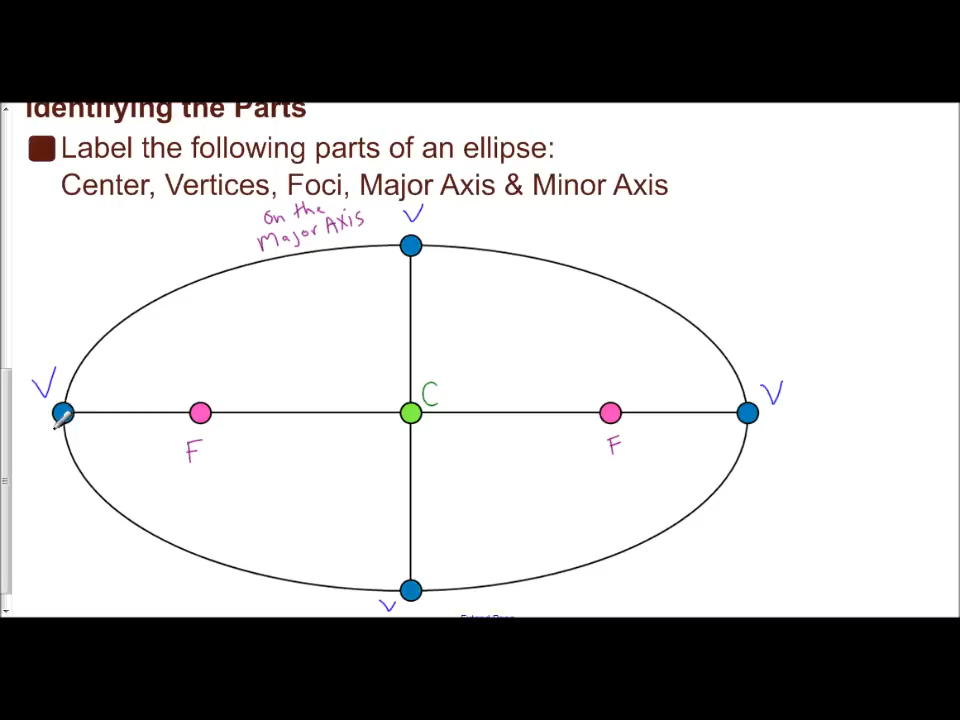 Identifying the Parts
Label the following parts of an ellipse:
Center, Vertices, Foci, Major Axis & Minor Axis
on the
Major Axis
V
V
C
V
F
F
V